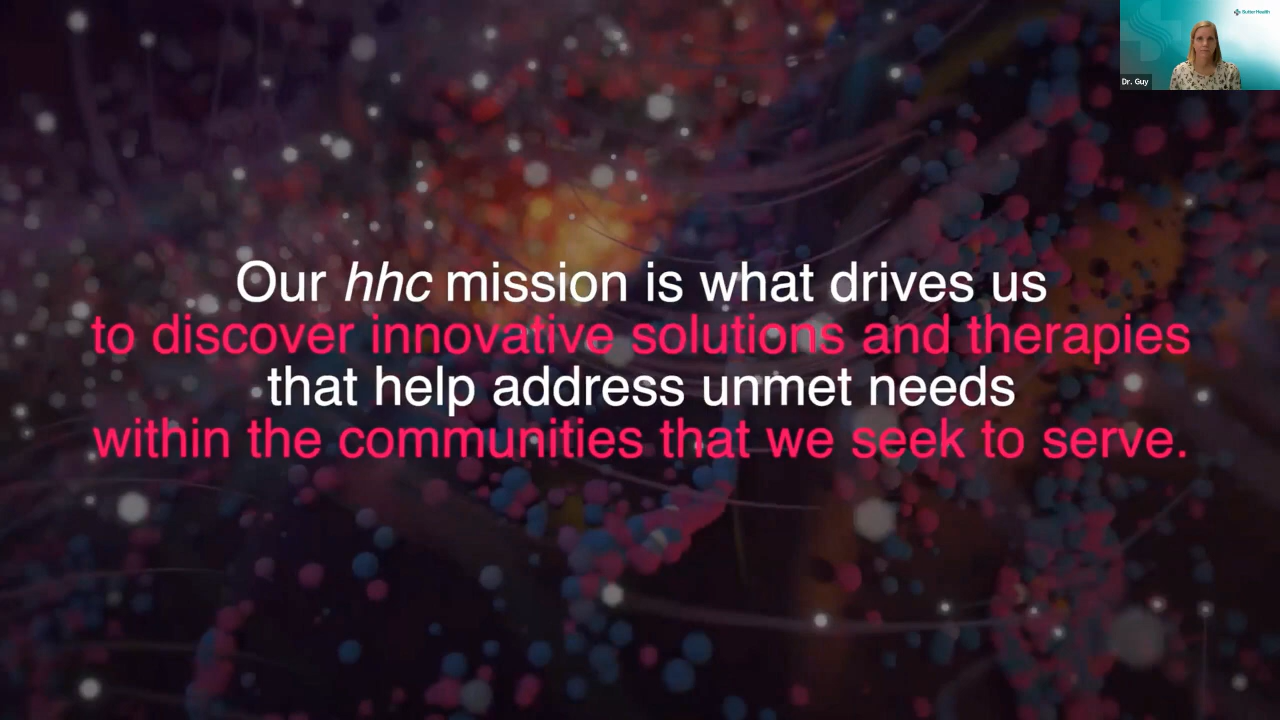 SutterHealth
Dr. Guy
Our hhc mission is what drives us
to discover innovative solutions and therapies
that help address unmet needs
within the communities that we seek to serve.